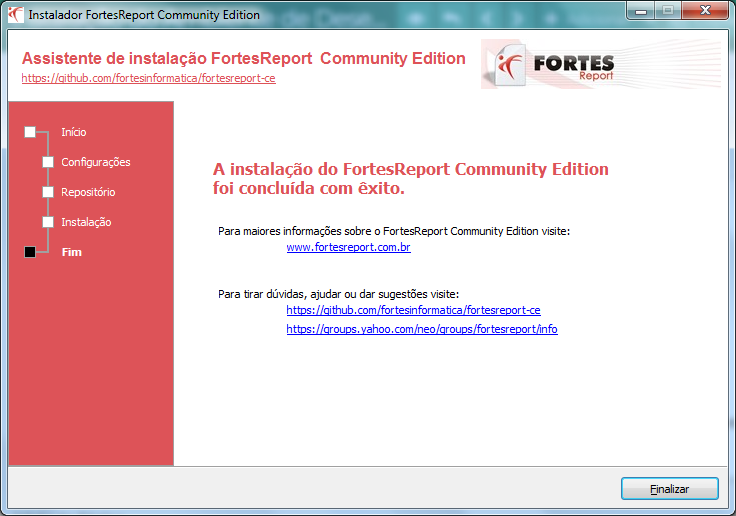 Instalador FortesReport Community Edition
Assistente de instalação FortesReport Community Edition
https://github.com/fortesinformatica/fortesreport-ce
FORTES
Report
Início
Configurações
Repositório
Instalação
Fim
A instalação do FortesReport Community Edition
foi concluída com êxito.
Para maiores informações sobre o FortesReport Community Edition visite:
www.fortesreport.com.br
Para tirar dúvidas, ajudar ou dar sugestões visite:
https://github.com/fortesinformatica/fortesreport-ce
https://groups.yahoo.com/neo/groups/fortesreport/info
Finalizar